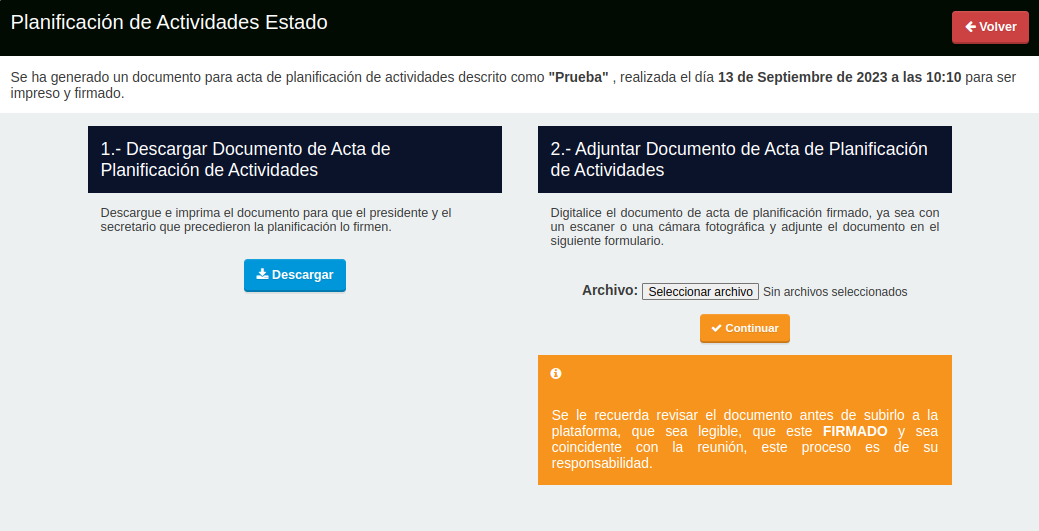 Planificación de Actividades Estado
Volver
Se ha generado un documento para acta de planificación de actividades descrito como "Prueba" , realizada el día 13 de Septiembre de 2023 a las 10:10 para ser
impreso y firmado.
1.- Descargar Documento de Acta de
Planificación de Actividades
Descargue e imprima el documento para que el presidente y el
secretario que precedieron la planificación lo firmen.
Descargar
2.- Adjuntar Documento de Acta de Planificación
de Actividades
Digitalice el documento de acta de planificación firmado, ya sea con
un escaner o una cámara fotográfica y adjunte el documento en el
siguiente formulario.
Archivo: Seleccionar archivo Sin archivos seleccionados
Continuar
Se le recuerda revisar el documento antes de subirlo a la
plataforma, que sea legible, que este FIRMADO y sea
coincidente con la reunión, este proceso es de su
responsabilidad.